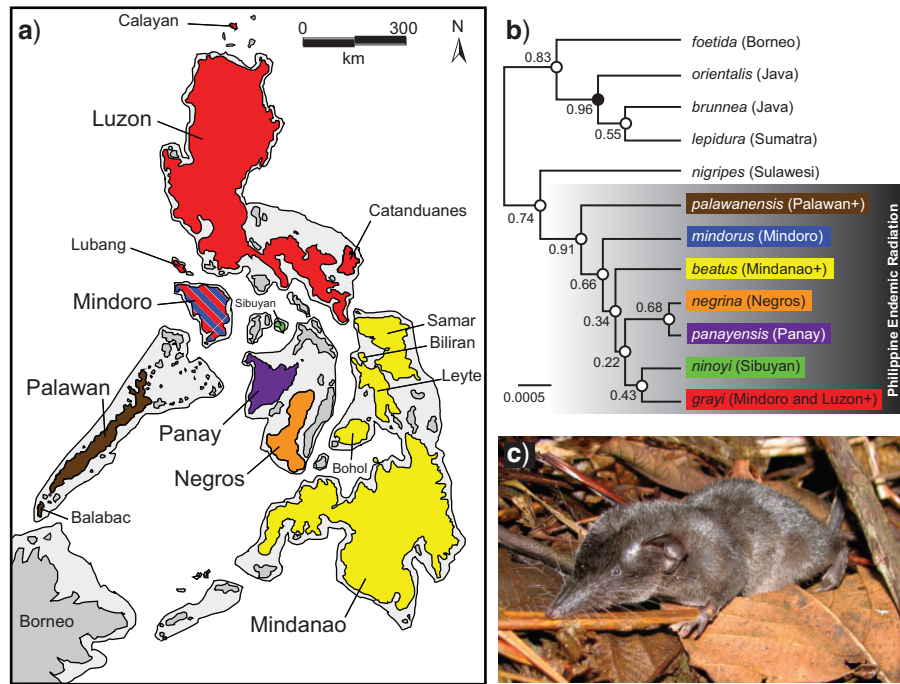 a)
Calayan
0 300
km
N
Luzon
Catanduanes
Lubang
Mindoro
Sibuyan
Samar
Biliran
Leyte
Palawan
Panay
Negros
Bohol
Balabac
Borneo
Mindanao
b)
foetida (Borneo)
0.83
orientalis (Java)
0.96
brunnea (Java)
0.55
lepidura (Sumatra)
nigripes (Sulawesi)
0.74
palawanensis (Palawan+)
0.91
mindorus (Mindoro)
0.66
beatus (Mindanao+)
0.34
negrina (Negros)
0.68
panayensis (Panay)
0.22
ninoyi (Sibuyan)
0.43
grayi (Mindoro and Luzon+)
0.0005
Philippine Endemic Radiation
c)